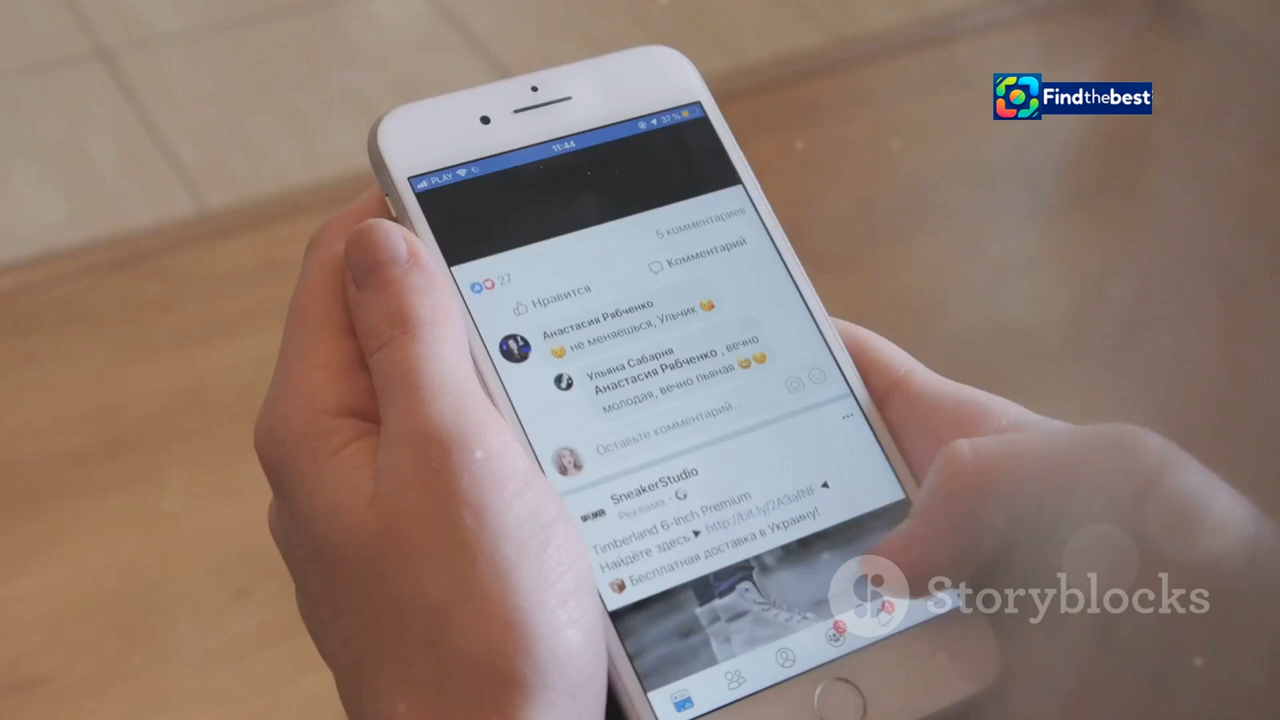 Findthebest
PLAY
11:44
37 %
27
5 комментариев
Нравится
Комментарий
Анастасия Рябченко
не меняешься, Ульчик
Ульяна Сабарня
Анастасия Рябченко , вечно
молодая, вечно пьяная
Оставьте комментарий...
SneakerStudio
Реклама ·
Timberland 6-Inch Premium
Найдёте здесь ► http://bit.ly/2A3alNF ◄
Бесплатная доставка в Украину!
Storyblocks